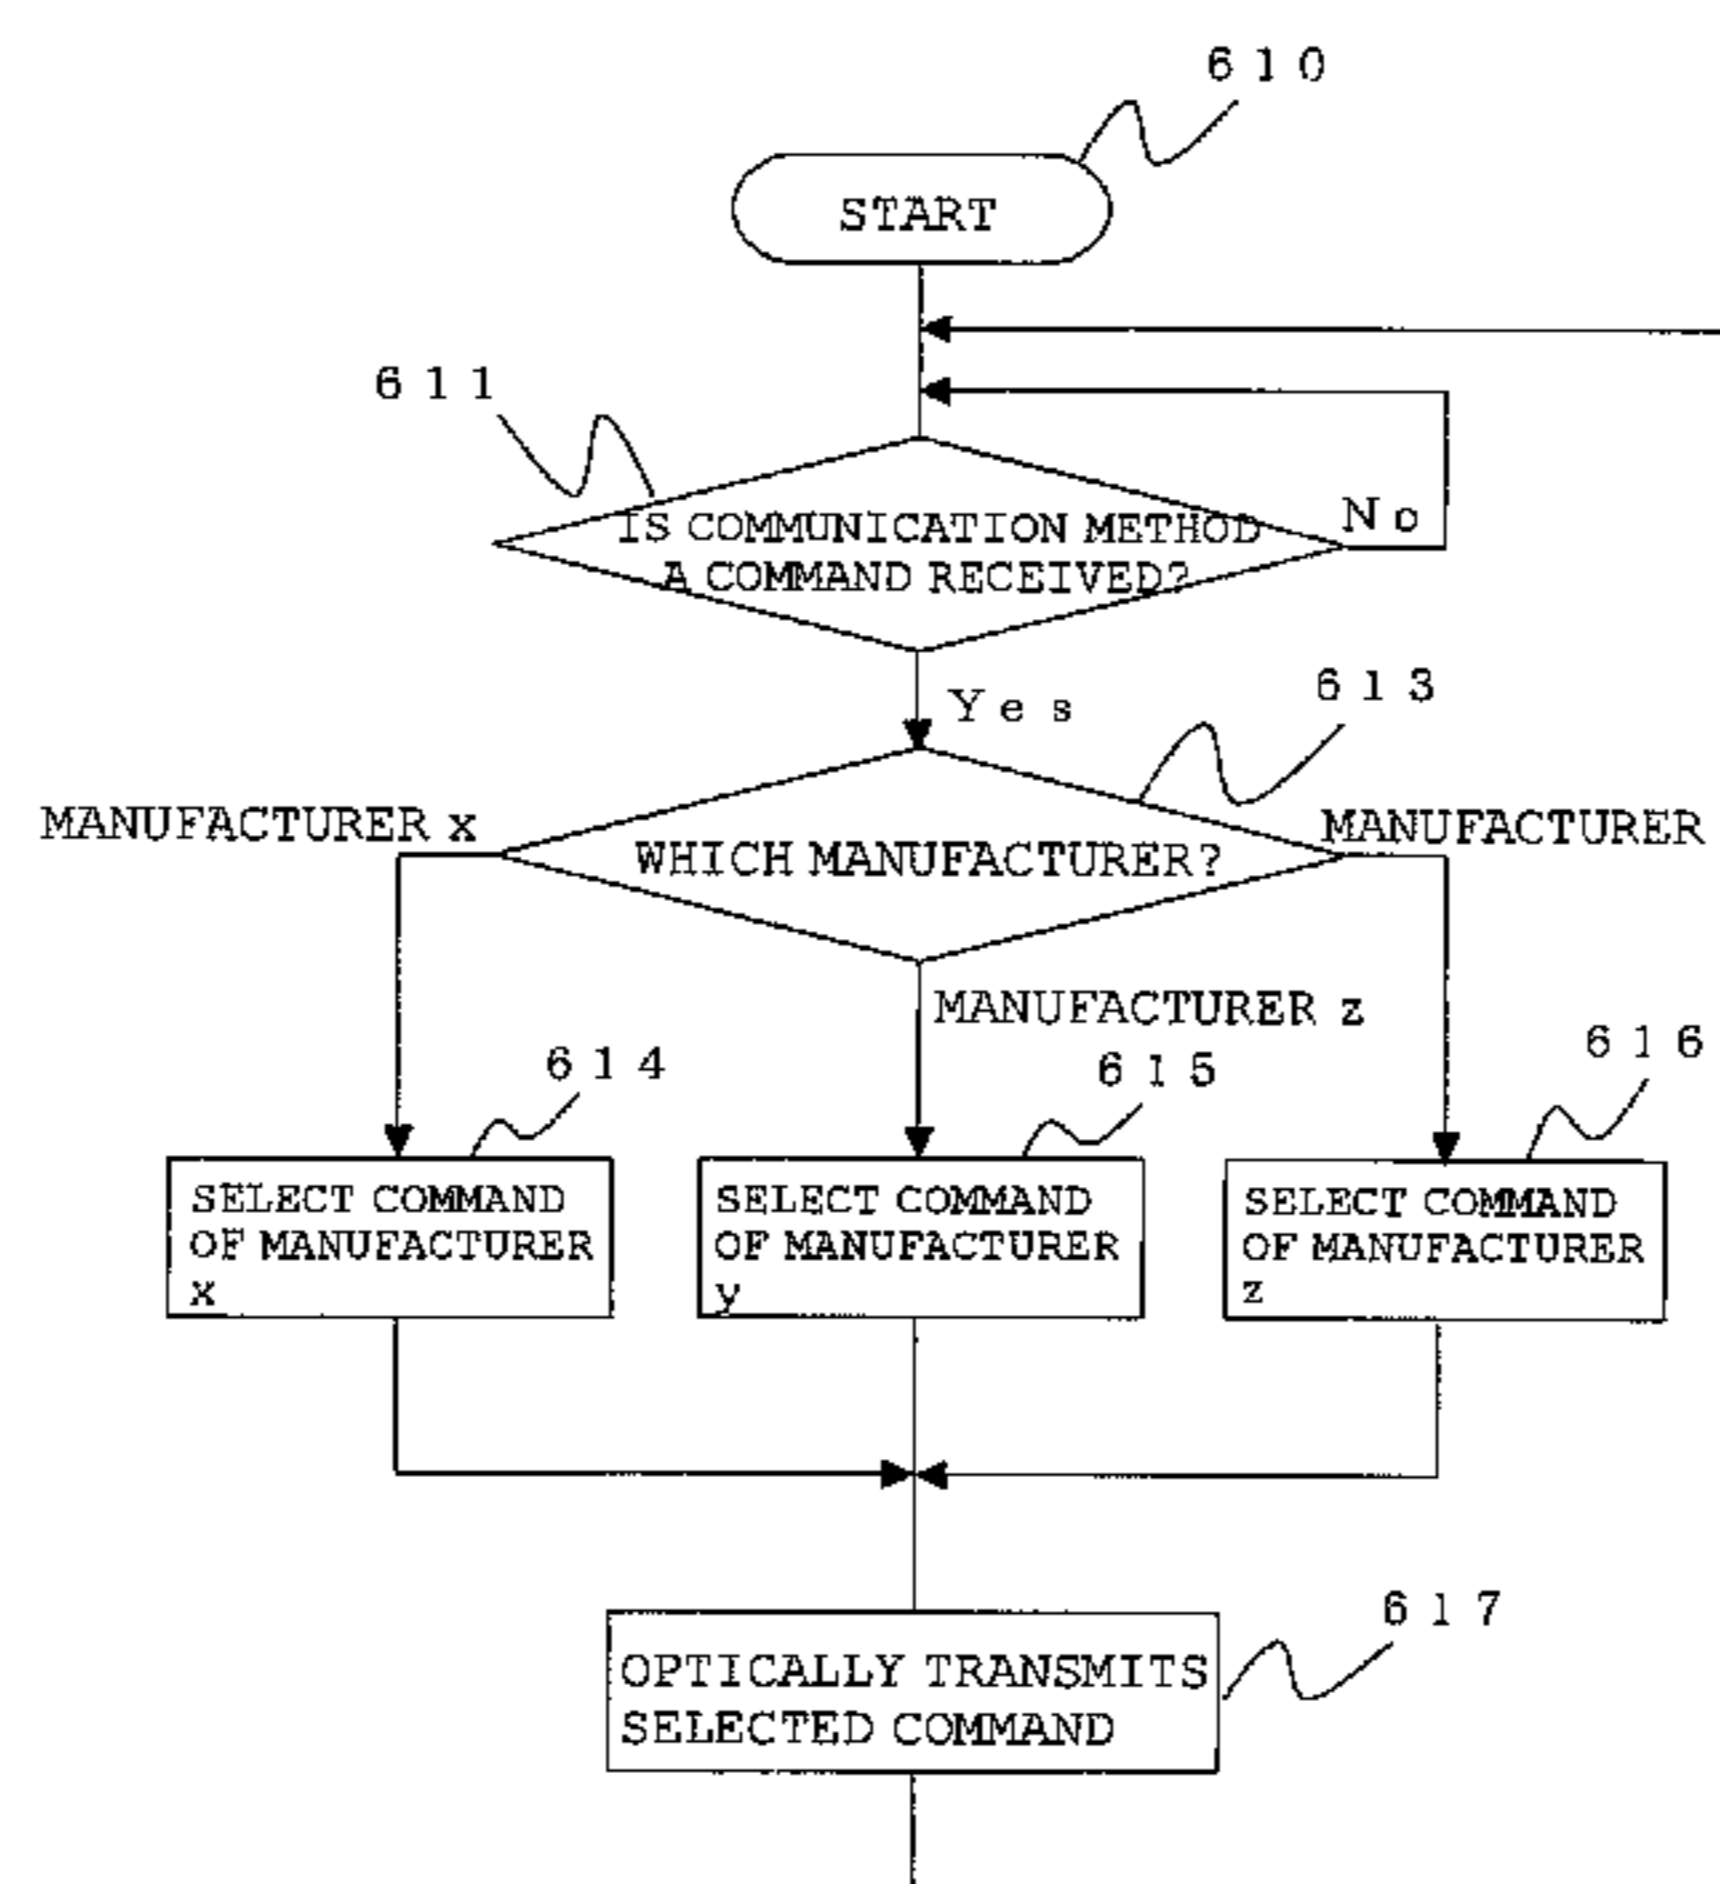 610
START
611
IS COMMUNICATION METHOD
A COMMAND RECEIVED?
No
Yes
613
MANUFACTURER x
WHICH MANUFACTURER?
MANUFACTURER
MANUFACTURER z
614
615
616
SELECT COMMAND
OF MANUFACTURER
x
SELECT COMMAND
OF MANUFACTURER
y
SELECT COMMAND
OF MANUFACTURER
z
617
OPTICALLY TRANSMITS
SELECTED COMMAND